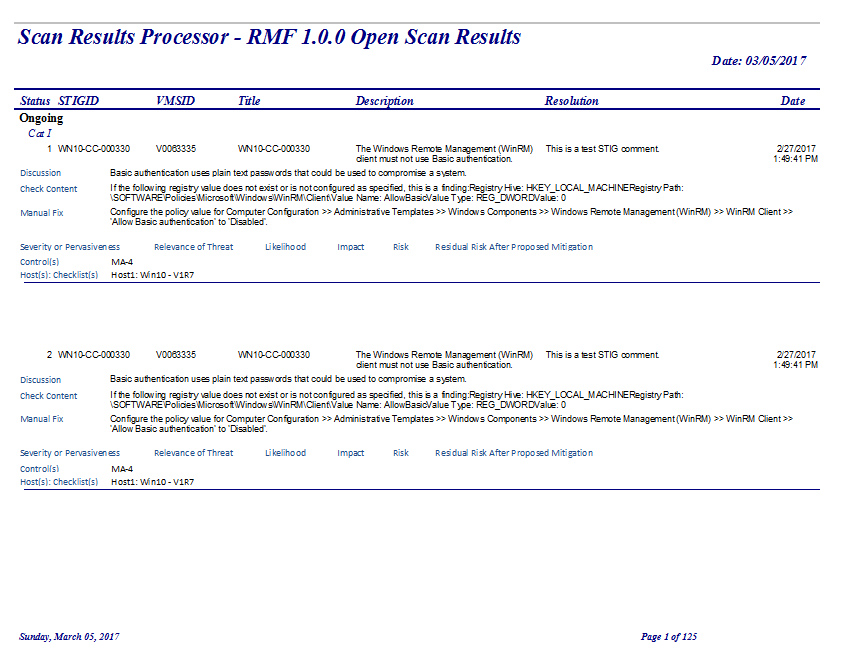 Scan Results Processor - RMF 1.0.0 Open Scan Results
Date: 03/05/2017
Status STIGID VMSID Title Description Resolution Date
Ongoing
Cat I
1 WN10-CC-000330 V0063335 WN10-CC-000330 The Windows Remote Management (WinRM) This is a test STIG comment. 2/27/2017
client must not use Basic authentication. 1:49:41 PM
Discussion Basic authentication uses plain text passwords that could be used to compromise a system.
Check Content If the following registry value does not exist or is not configured as specified, this is a finding:Registry Hive: HKEY_LOCAL_MACHINERegistry Path:
\SOFTWARE\Policies\Microsoft\Windows\WinRM\Client\Value Name: AllowBasicValue Type: REG_DWORDValue: 0
Manual Fix Configure the policy value for Computer Configuration >> Administrative Templates >> Windows Components >> Windows Remote Management (WinRM) >> WinRM Client >>
'Allow Basic authentication' to 'Disabled'.
Severity or Pervasiveness Relevance of Threat Likelihood Impact Risk Residual Risk After Proposed Mitigation
Control(s) MA-4
Host(s): Checklist(s) Host1: Win10 - V1R7
2 WN10-CC-000330 V0063335 WN10-CC-000330 The Windows Remote Management (WinRM) This is a test STIG comment. 2/27/2017
client must not use Basic authentication. 1:49:41 PM
Discussion Basic authentication uses plain text passwords that could be used to compromise a system.
Check Content If the following registry value does not exist or is not configured as specified, this is a finding:Registry Hive: HKEY_LOCAL_MACHINERegistry Path:
\SOFTWARE\Policies\Microsoft\Windows\WinRM\Client\Value Name: AllowBasicValue Type: REG_DWORDValue: 0
Manual Fix Configure the policy value for Computer Configuration >> Administrative Templates >> Windows Components >> Windows Remote Management (WinRM) >> WinRM Client >>
'Allow Basic authentication' to 'Disabled'.
Severity or Pervasiveness Relevance of Threat Likelihood Impact Risk Residual Risk After Proposed Mitigation
Control(s) MA-4
Host(s): Checklist(s) Host1: Win10 - V1R7
Sunday, March 05, 2017 Page 1 of 125